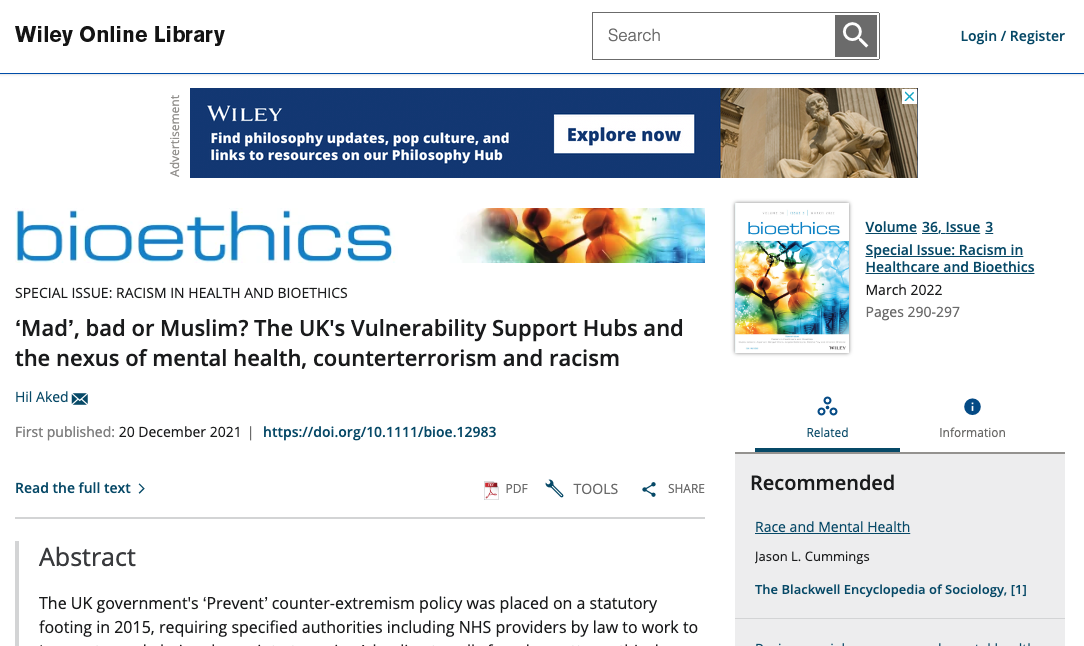 Wiley Online Library
Search
Login / Register
Advertisement
WILEY
Find philosophy updates, pop culture, and
links to resources on our Philosophy Hub
Explore now
bioethics
SPECIAL ISSUE: RACISM IN HEALTH AND BIOETHICS
‘Mad’, bad or Muslim? The UK's Vulnerability Support Hubs and
the nexus of mental health, counterterrorism and racism
Hil Aked
First published: 20 December 2021 | https://doi.org/10.1111/bioe.12983
Read the full text
PDF
TOOLS
SHARE
Abstract
The UK government's ‘Prevent’ counter-extremism policy was placed on a statutory
footing in 2015, requiring specified authorities including NHS providers by law to work to
bioethics
WILEY
Volume 36, Issue 3
Special Issue: Racism in
Healthcare and Bioethics
March 2022
Pages 290-297
Related
Information
Recommended
Race and Mental Health
Jason L. Cummings
The Blackwell Encyclopedia of Sociology, [1]